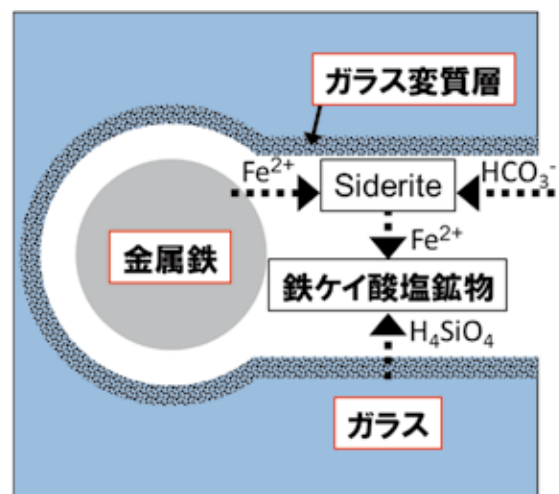 ガラス変質層
Fe²⁺
Siderite
HCO₃⁻
金属鉄
Fe²⁺
鉄ケイ酸塩鉱物
H₄SiO₄
ガラス